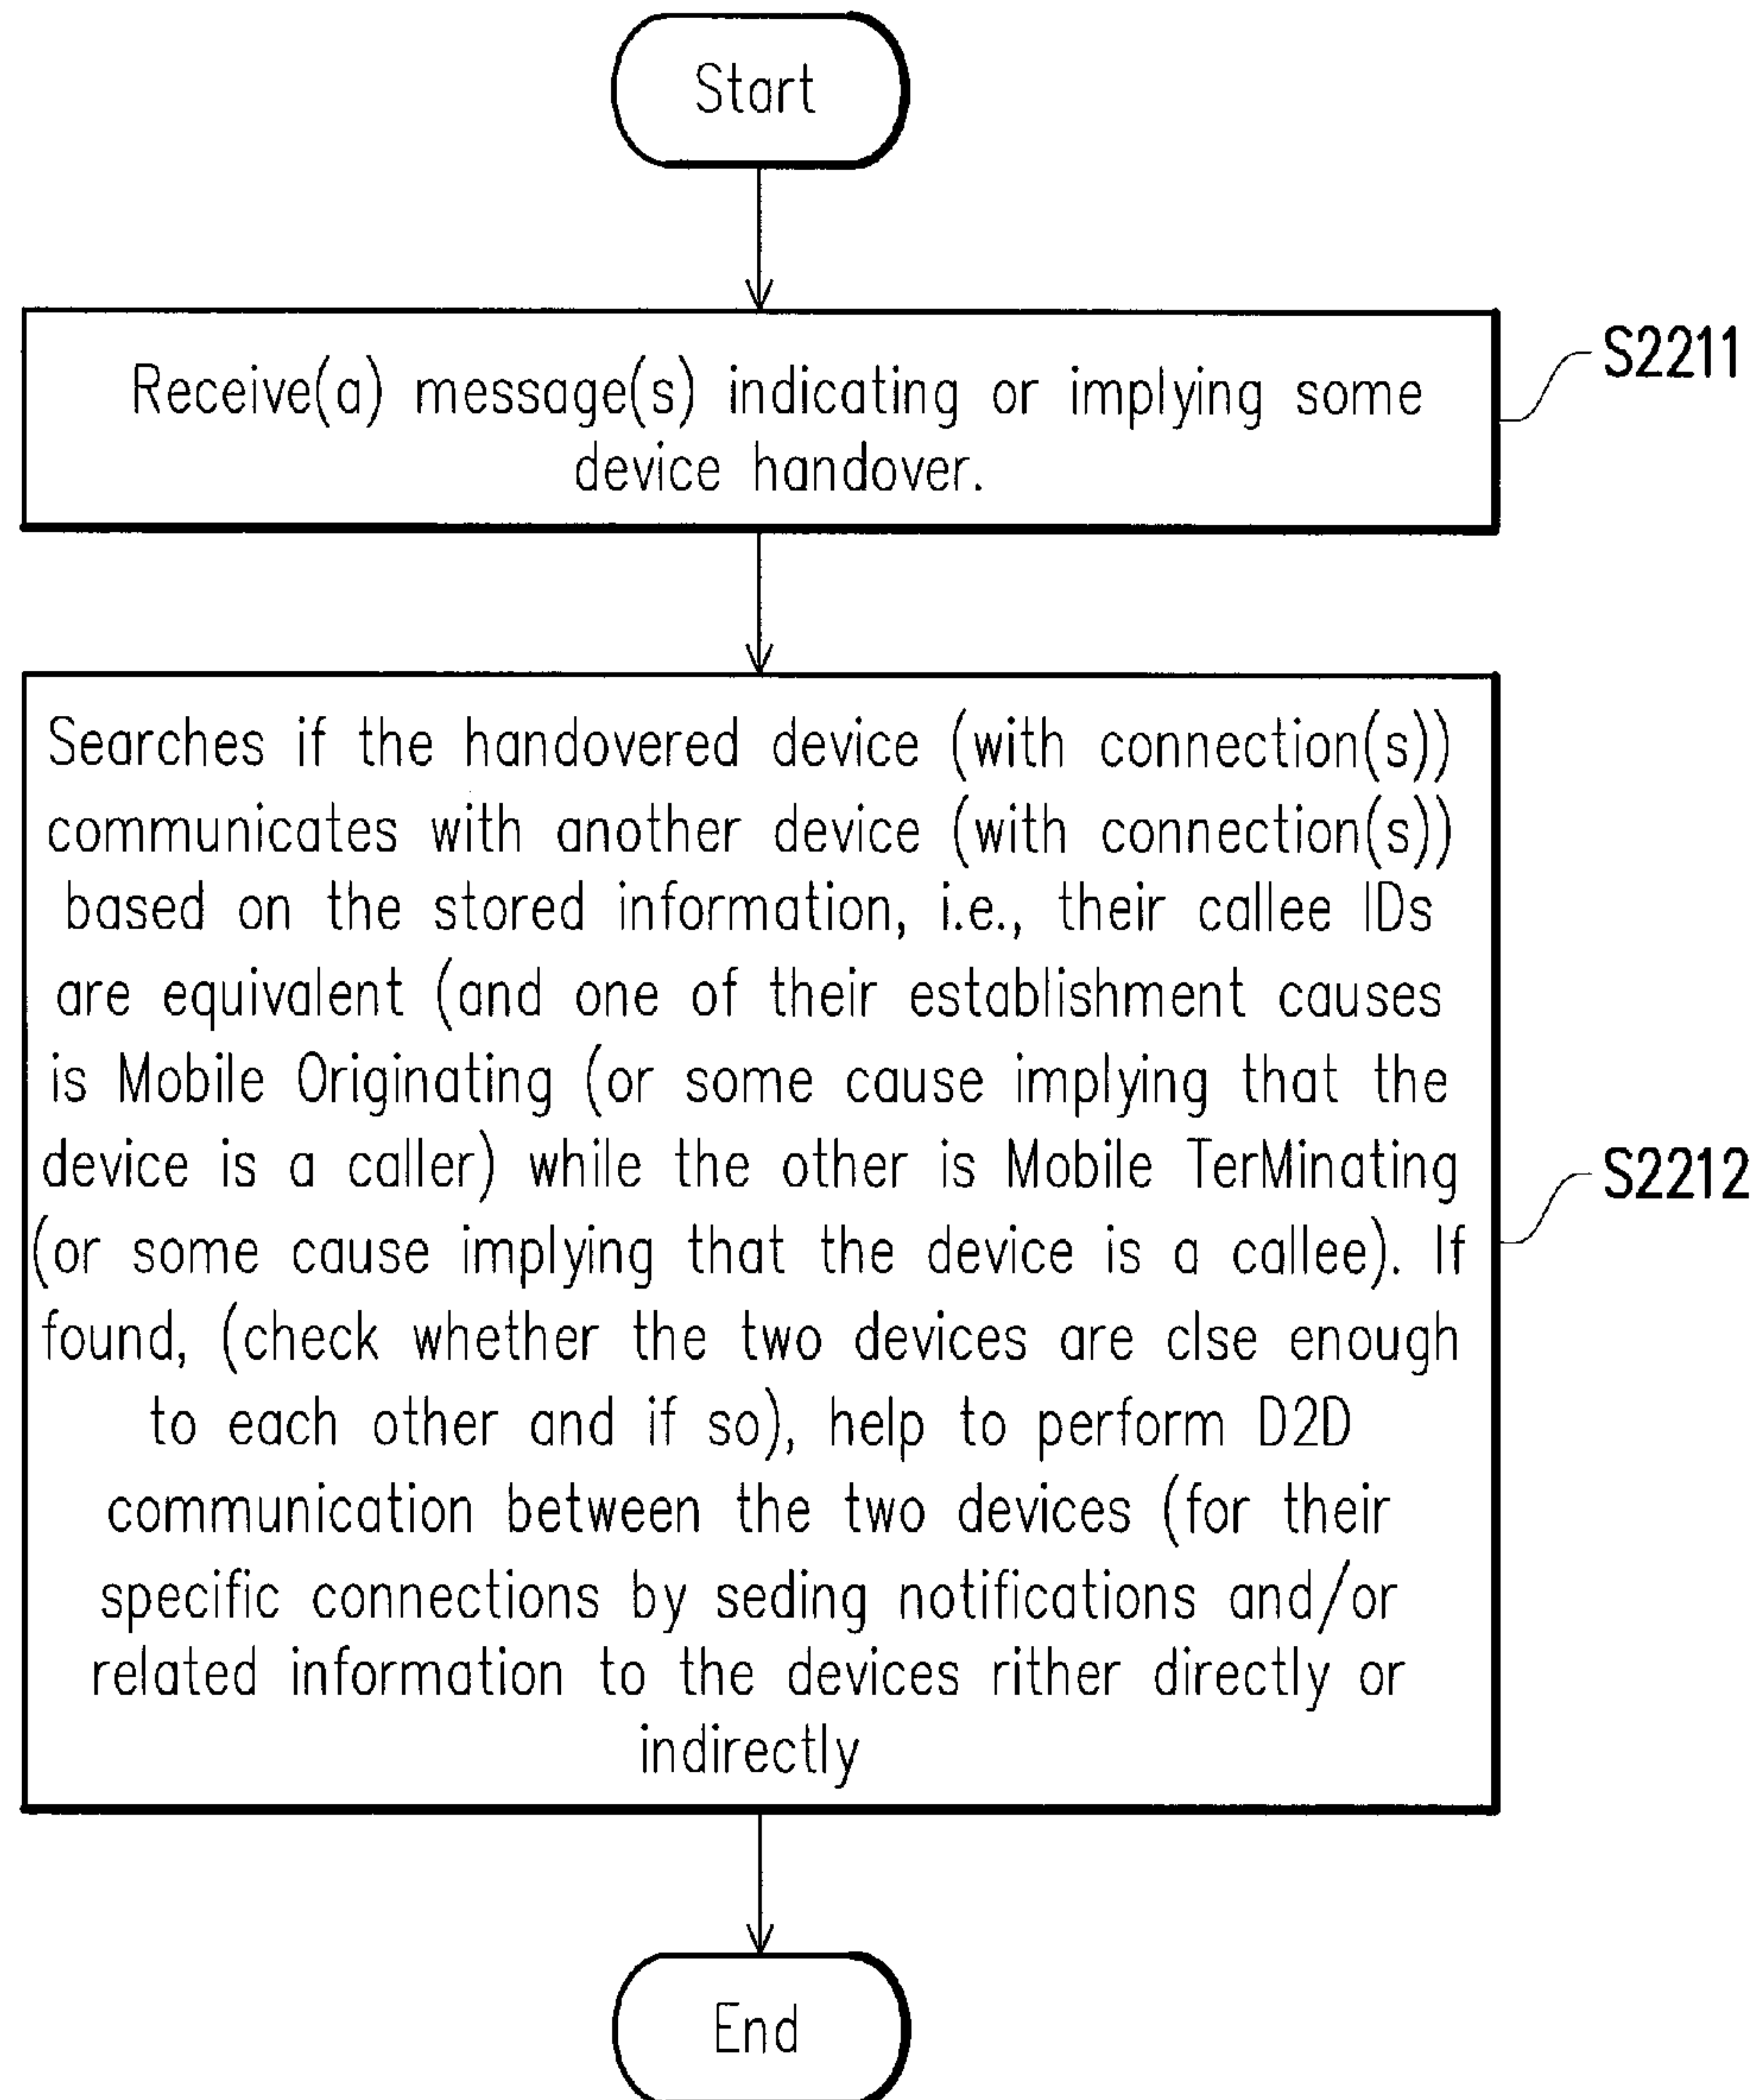 Start
Receive(a) message(s) indicating or implying some
device handover.
S2211
Searches if the handovered device (with connection(s))
communicates with another device (with connection(s))
based on the stored information, i.e., their callee IDs
are equivalent (and one of their establishment causes
is Mobile Originating (or some cause implying that the
device is a caller) while the other is Mobile TerMinating
(or some cause implying that the device is a callee). If
found, (check whether the two devices are clse enough
to each other and if so), help to perform D2D
communication between the two devices (for their
specific connections by seding notifications and/or
related information to the devices rither directly or
indirectly
S2212
End